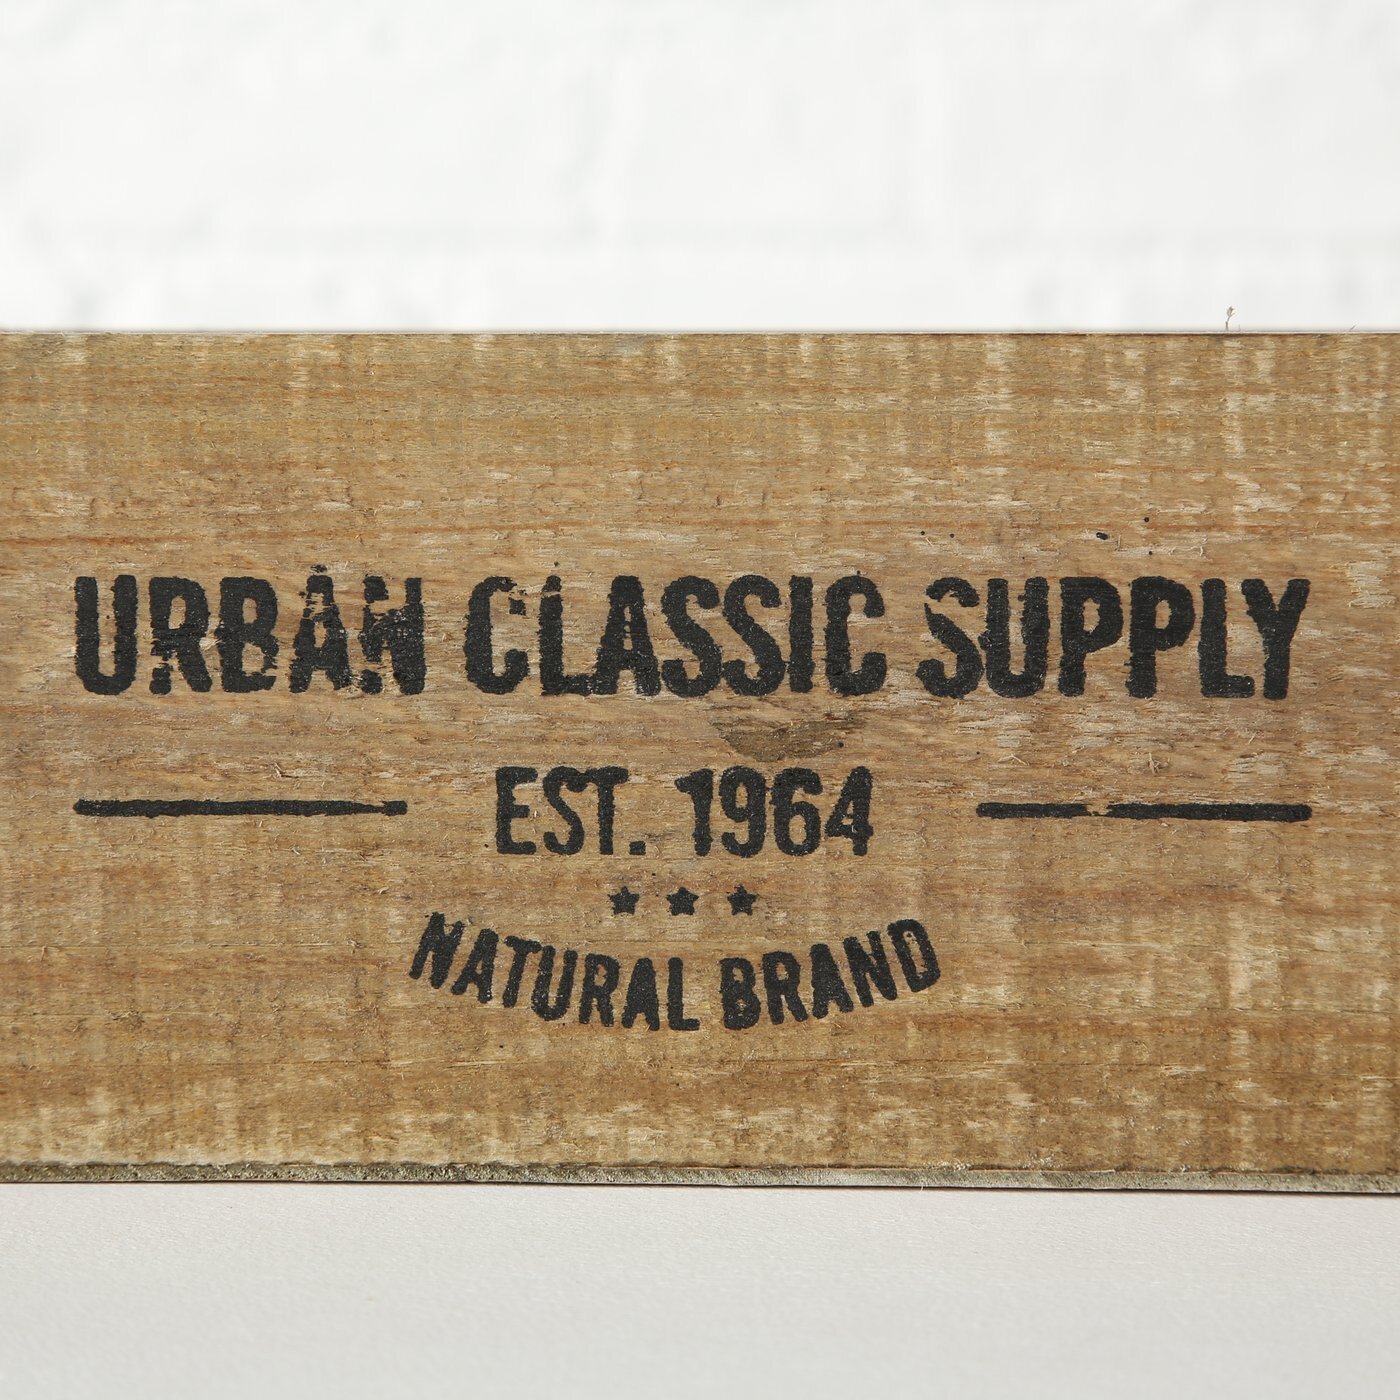 URBAN CLASSIC SUPPLY
EST. 1964
NATURAL BRAND